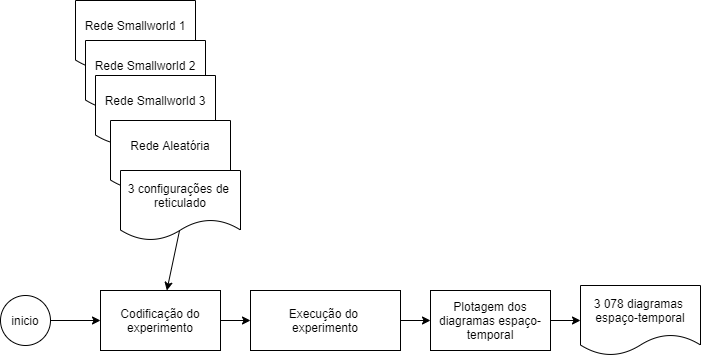 Rede Smallworld 1
Rede Smallworld 2
Rede Smallworld 3
Rede Aleatória
3 configurações de
reticulado
inicio
Codificação do
experimento
Execução do
experimento
Plotagem dos
diagramas espaço-
temporal
3 078 diagramas
espaço-temporal